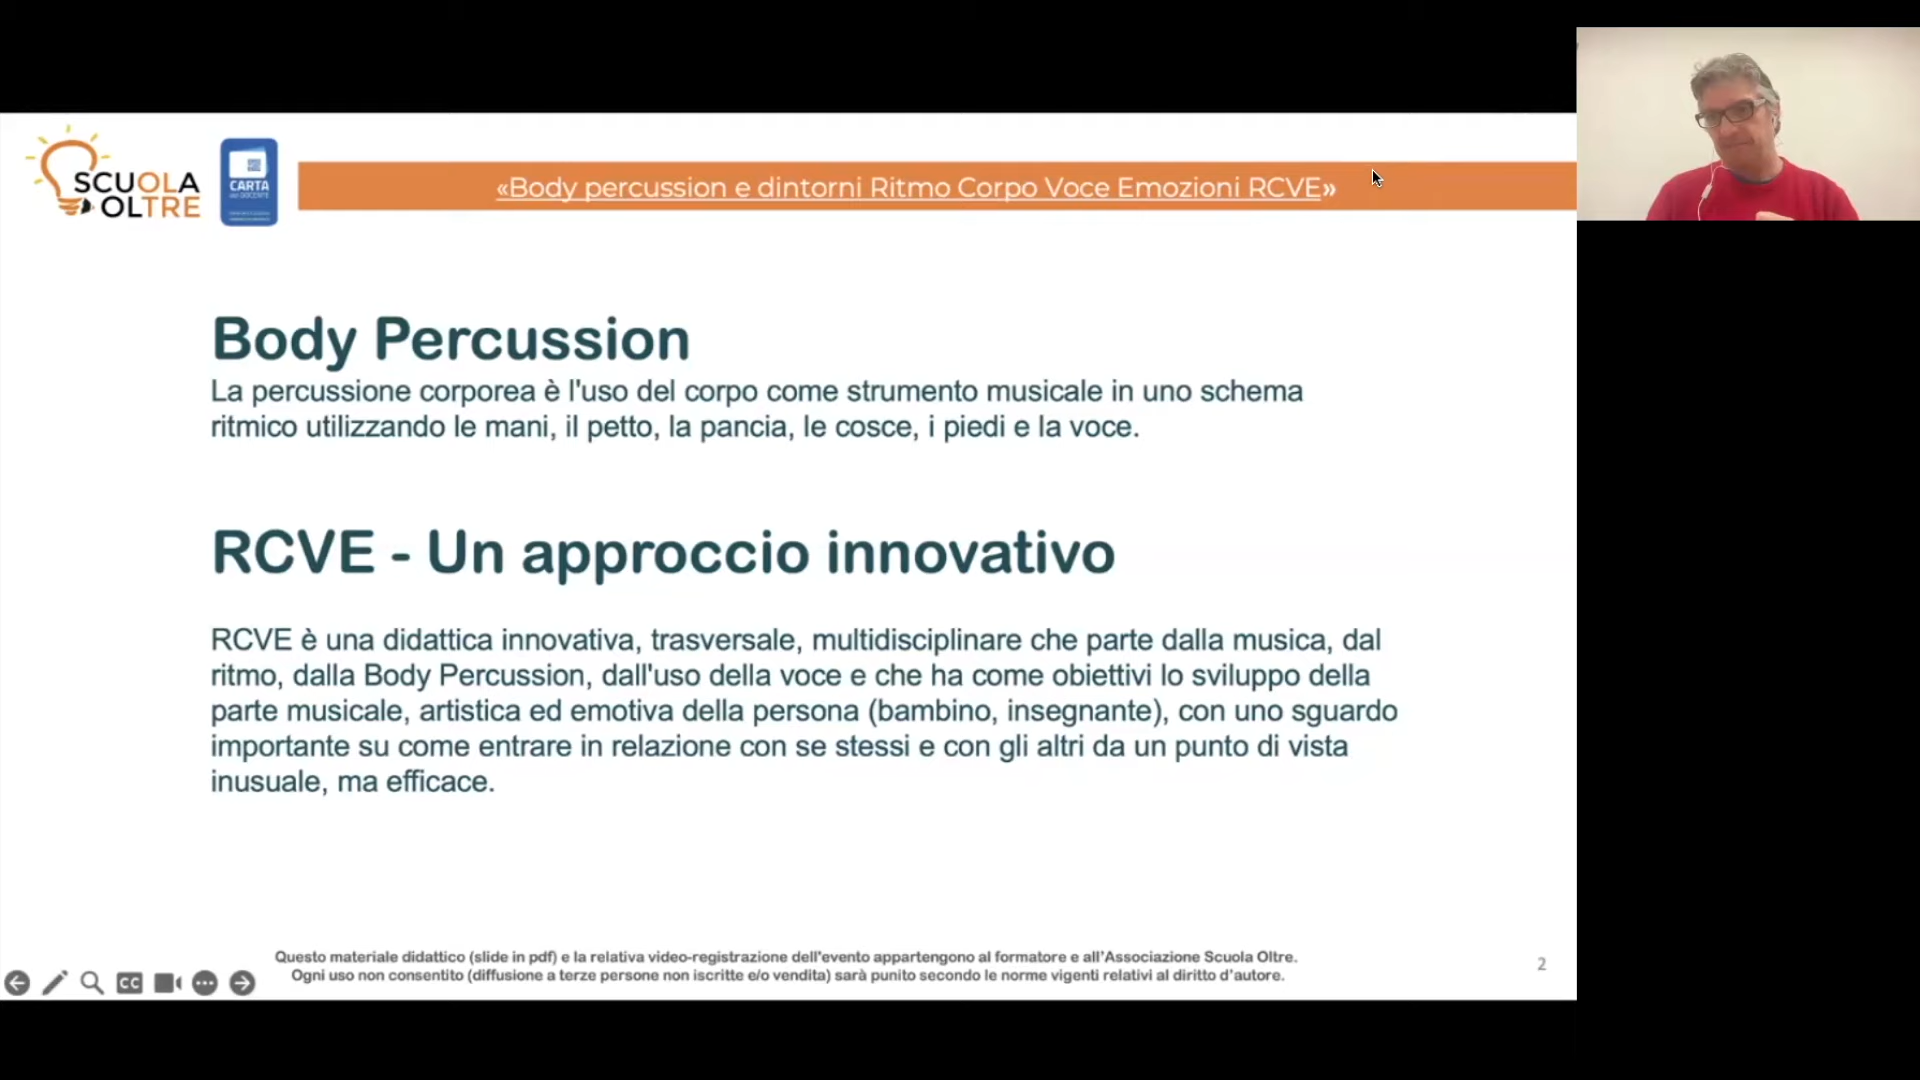 SCUOLA
OLTRE
CARTA
«Body percussion e dintorni Ritmo Corpo Voce Emozioni RCVE»
Body Percussion
La percussione corporea è l'uso del corpo come strumento musicale in uno schema
ritmico utilizzando le mani, il petto, la pancia, le cosce, i piedi e la voce.
RCVE - Un approccio innovativo
RCVE è una didattica innovativa, trasversale, multidisciplinare che parte dalla musica, dal
ritmo, dalla Body Percussion, dall'uso della voce e che ha come obiettivi lo sviluppo della
parte musicale, artistica ed emotiva della persona (bambino, insegnante), con uno sguardo
importante su come entrare in relazione con se stessi e con gli altri da un punto di vista
inusuale, ma efficace.
Questo materiale didattico (slide in pdf) e la relativa video-registrazione dell'evento appartengono al formatore e all'Associazione Scuola Oltre.
Ogni uso non consentito (diffusione a terze persone non iscritte e/o vendita) sarà punito secondo le norme vigenti relativi al diritto d'autore.
2
CC